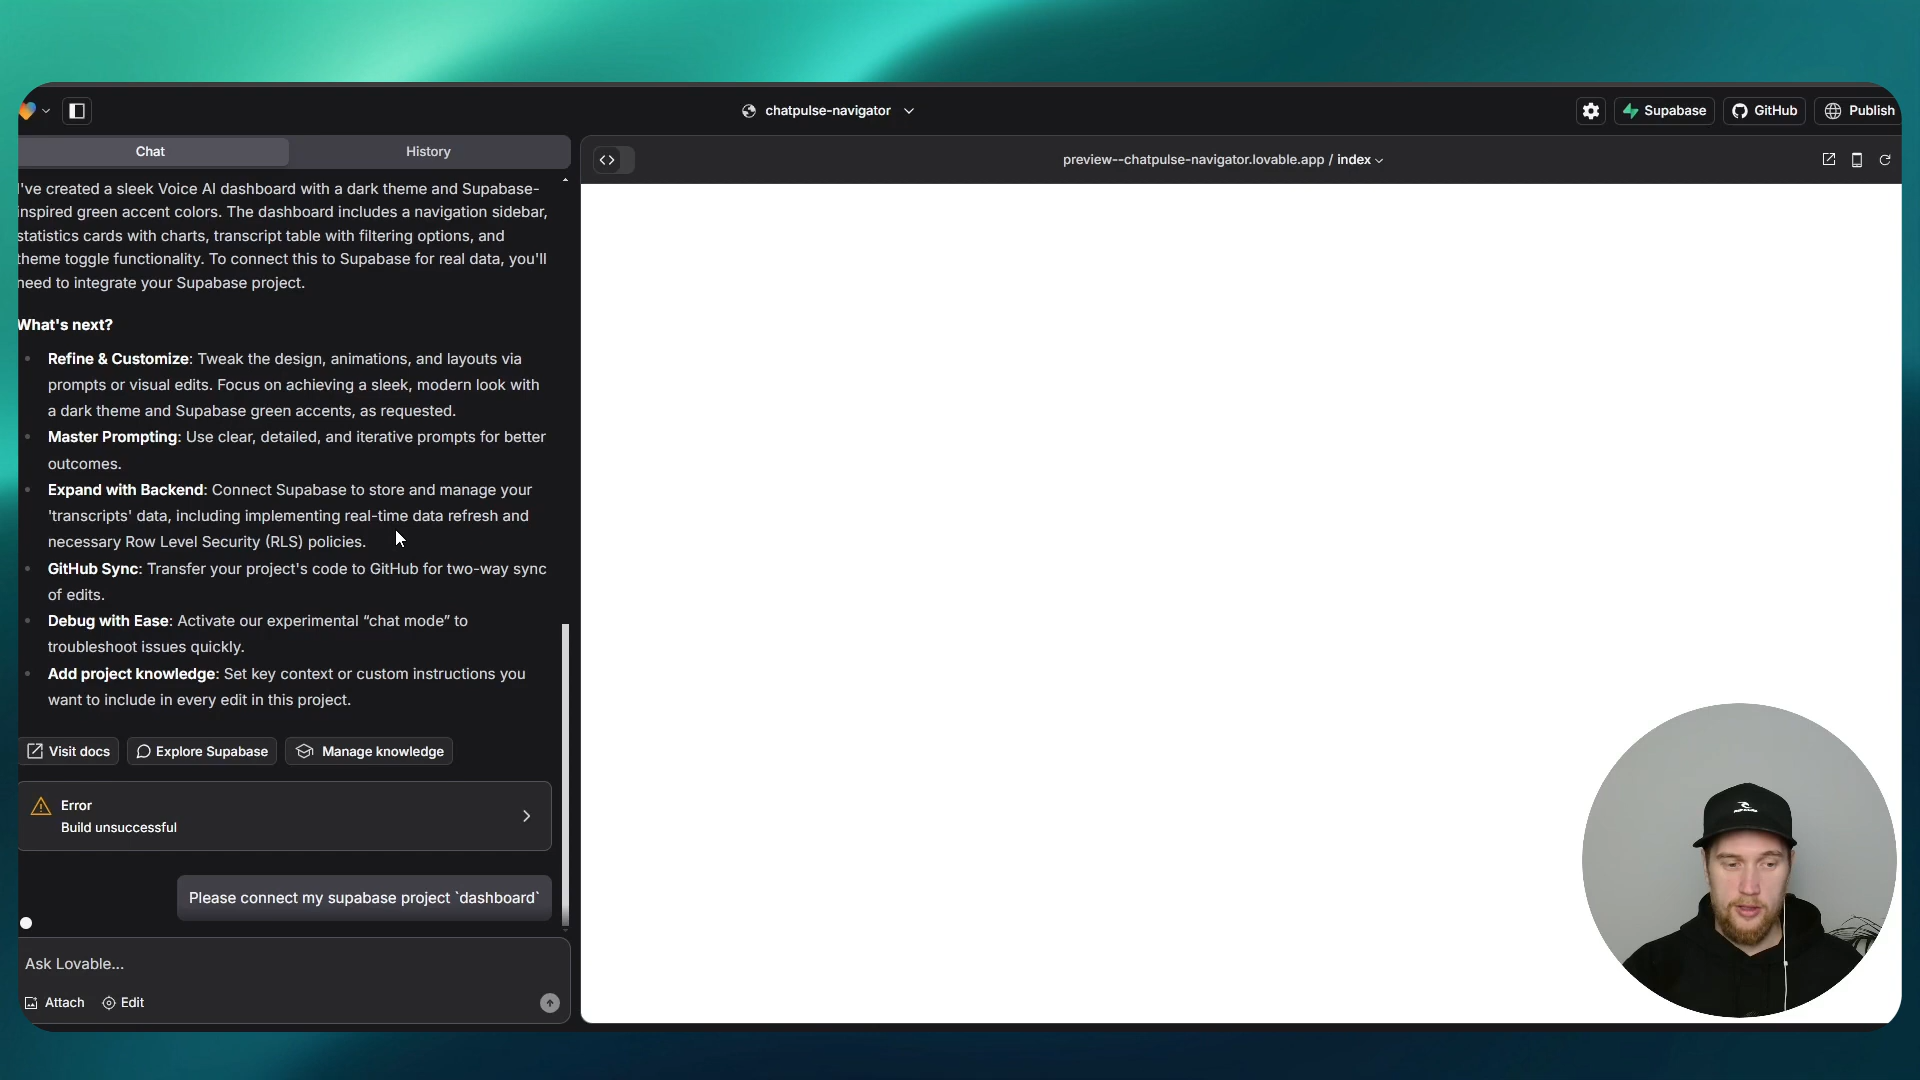 chatpulse-navigator
Supabase
GitHub
Publish
Chat
History
preview--chatpulse-navigator.lovable.app / index
I've created a sleek Voice AI dashboard with a dark theme and Supabase-
inspired green accent colors. The dashboard includes a navigation sidebar,
statistics cards with charts, transcript table with filtering options, and
theme toggle functionality. To connect this to Supabase for real data, you'll
need to integrate your Supabase project.
What's next?
Refine & Customize: Tweak the design, animations, and layouts via
prompts or visual edits. Focus on achieving a sleek, modern look with
a dark theme and Supabase green accents, as requested.
Master Prompting: Use clear, detailed, and iterative prompts for better
outcomes.
Expand with Backend: Connect Supabase to store and manage your
'transcripts' data, including implementing real-time data refresh and
necessary Row Level Security (RLS) policies.
GitHub Sync: Transfer your project's code to GitHub for two-way sync
of edits.
Debug with Ease: Activate our experimental “chat mode” to
troubleshoot issues quickly.
Add project knowledge: Set key context or custom instructions you
want to include in every edit in this project.
Visit docs
Explore Supabase
Manage knowledge
Error
Build unsuccessful
Please connect my supabase project `dashboard`
Ask Lovable...
Attach
Edit